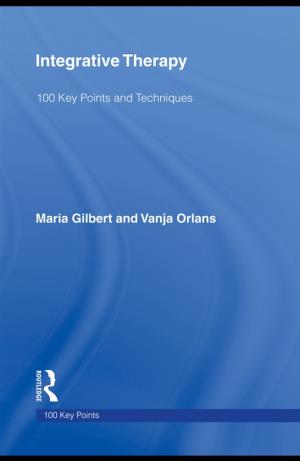 Integrative Therapy
100 Key Points and Techniques
Maria Gilbert and Vanja Orlans
ROUTLEDGE
100 Key Points